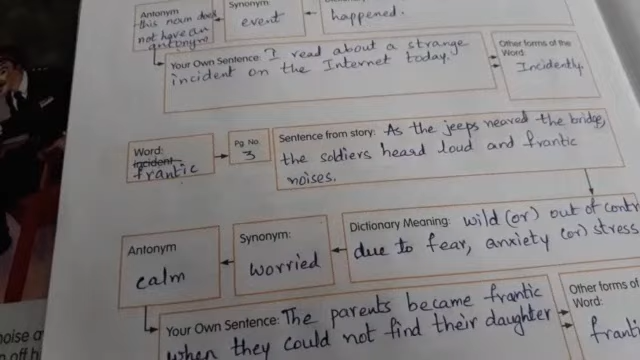 Antonym
this noun does
not have an
antonym
Synonym
event
happened.
Your Own Sentence: I read about a strange
incident on the Internet today.
Other forms of the
Word:
Incidently
Word:
incident
frantic
Pg. No
3
Sentence from story: As the jeeps neared the bridge,
the soldiers heard loud and frantic
noises.
Dictionary Meaning: wild (or) out of contr
due to fear, anxiety (or) stress
Synonym:
worried
Antonym
calm
Your Own Sentence: The parents became frantic
when they could not find their daughter
Other forms of
Word:
franti
noise a